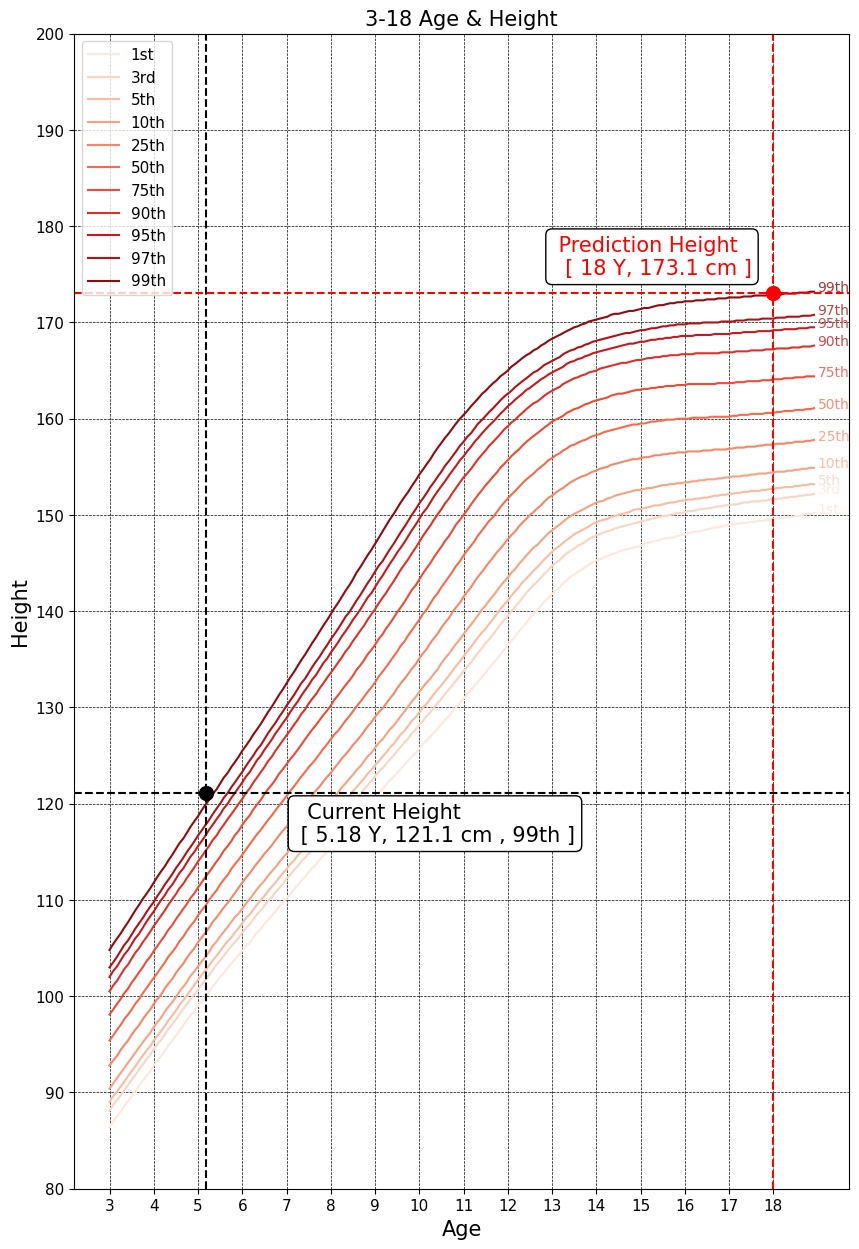 3-18 Age & Height
200
190
180
170
160
150
140
130
120
110
100
90
80
Height
1st
3rd
5th
10th
25th
50th
75th
90th
95th
97th
99th
Prediction Height
[ 18 Y, 173.1 cm ]
99th
97th
95th
90th
75th
50th
25th
10th
5th
3rd
1st
Current Height
[ 5.18 Y, 121.1 cm , 99th ]
3 4 5 6 7 8 9 10 11 12 13 14 15 16 17 18
Age